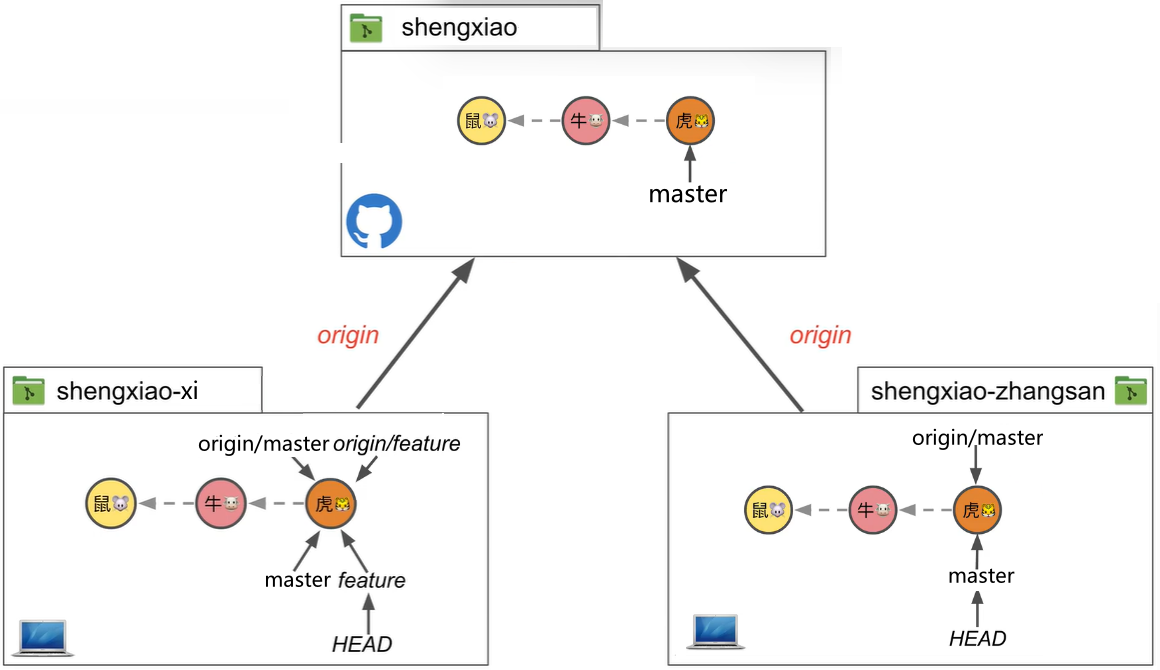 shengxiao
鼠 牛 虎
master
origin origin
shengxiao-xi
origin/master origin/feature
鼠 牛 虎
master feature
HEAD
shengxiao-zhangsan
origin/master
鼠 牛 虎
master
HEAD